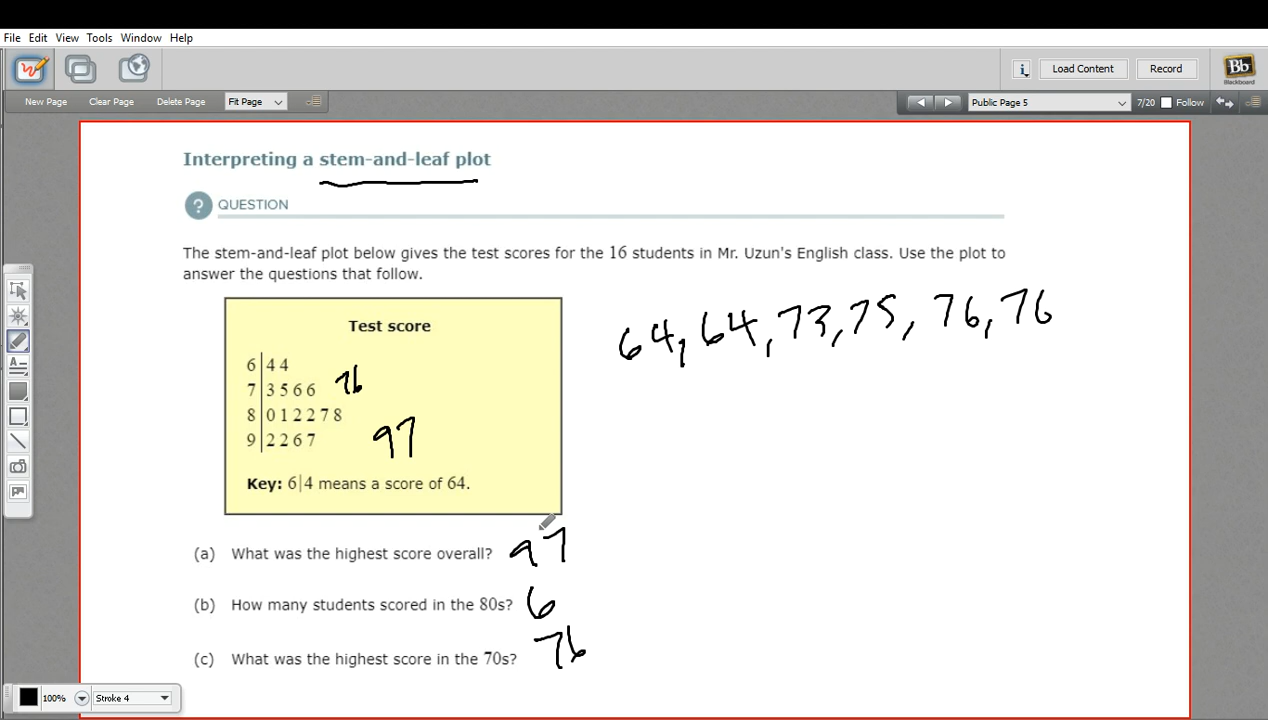 File Edit View Tools Window Help
Load Content Record Bb Blackboard
New Page Clear Page Delete Page Fit Page Public Page 5 7/20 Follow
Interpreting a stem-and-leaf plot
? QUESTION
The stem-and-leaf plot below gives the test scores for the 16 students in Mr. Uzun's English class. Use the plot to
answer the questions that follow.
Test score
64, 64, 73, 75, 76, 76
6|4 4
7|3 5 6 6 76
8|0 1 2 2 7 8
9|2 2 6 7 97
Key: 6|4 means a score of 64.
(a) What was the highest score overall? 97
(b) How many students scored in the 80s? 6
(c) What was the highest score in the 70s? 76
100% Stroke 4